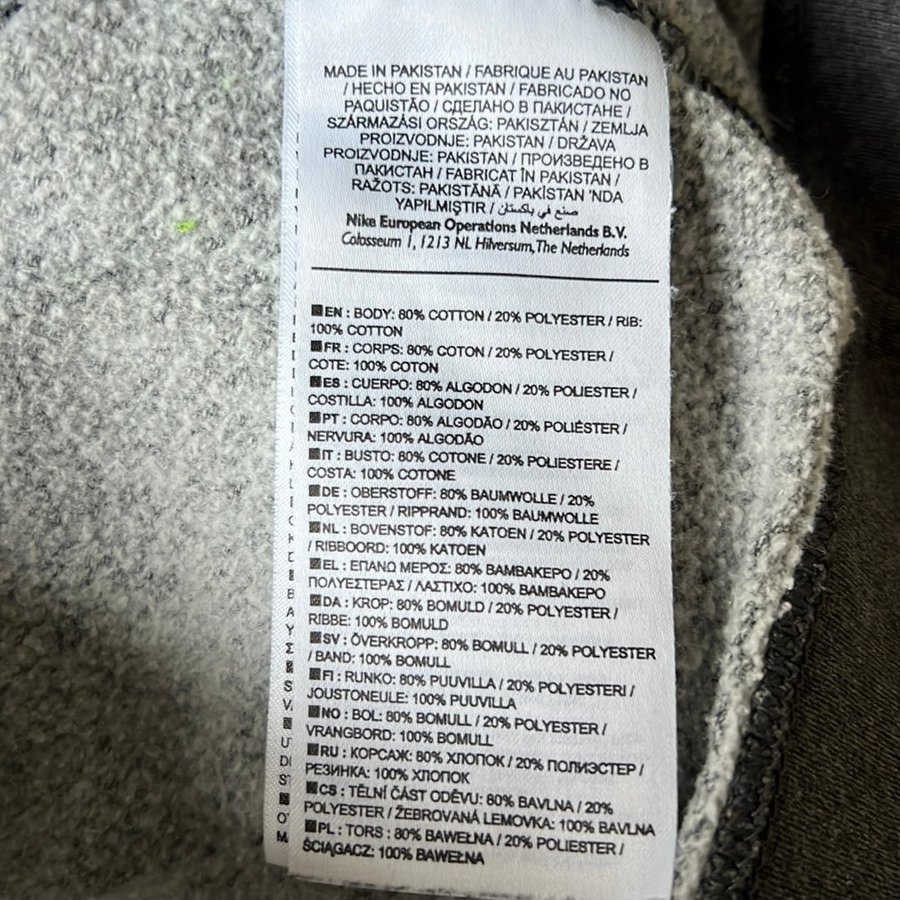 MADE IN PAKISTAN / FABRIQUE AU PAKISTAN
/ HECHO EN PAKISTAN / FABRICADO NO
PAQUISTÃO / СДЕЛАНО В ПАКИСТАНЕ /
SZÁRMAZÁSI ORSZÁG: PAKISZTÁN / ZEMLJA
PROIZVODNJE: PAKISTAN / DRŽAVA
PROIZVODNJE: PAKISTAN / ПРОИЗВЕДЕНО В
ПАКИСТАН / FABRICAT ÎN PAKISTAN /
RAŽOTS: PAKISTĀNĀ / PAKİSTAN 'NDA
YAPILMIŞTIR / صنع في باكستان
Nike European Operations Netherlands B.V.
Colosseum 1, 1213 NL Hilversum, The Netherlands
EN : BODY: 80% COTTON / 20% POLYESTER / RIB:
100% COTTON
FR : CORPS: 80% COTON / 20% POLYESTER /
COTE: 100% COTON
ES : CUERPO: 80% ALGODON / 20% POLIESTER /
COSTILLA: 100% ALGODON
PT : CORPO: 80% ALGODÃO / 20% POLIÉSTER /
NERVURA: 100% ALGODÃO
IT : BUSTO: 80% COTONE / 20% POLIESTERE /
COSTA: 100% COTONE
DE : OBERSTOFF: 80% BAUMWOLLE / 20%
POLYESTER / RIPPRAND: 100% BAUMWOLLE
NL : BOVENSTOF: 80% KATOEN / 20% POLYESTER
/ RIBBOORD: 100% KATOEN
EL : ΕΠΑΝΩ ΜΕΡΟΣ: 80% ΒΑΜΒΑΚΕΡΟ / 20%
ΠΟΛΥΕΣΤΕΡΑΣ / ΛΑΣΤΙΧΟ: 100% ΒΑΜΒΑΚΕΡΟ
DA : KROP: 80% BOMULD / 20% POLYESTER /
RIBBE: 100% BOMULD
SV : ÖVERKROPP: 80% BOMULL / 20% POLYESTER
/ BAND: 100% BOMULL
FI : RUNKO: 80% PUUVILLA / 20% POLYESTERI /
JOUSTONEULE: 100% PUUVILLA
NO : BOL: 80% BOMULL / 20% POLYESTER /
VRANGBORD: 100% BOMULL
RU : КОРСАЖ: 80% ХЛОПОК / 20% ПОЛИЭСТЕР /
РЕЗИНКА: 100% ХЛОПОК
CS : TĚLNÍ ČÁST ODĚVU: 80% BAVLNA / 20%
POLYESTER / ŽEBROVANÁ LEMOVKA: 100% BAVLNA
PL : TORS : 80% BAWEŁNA / 20% POLIESTER /
ŚCIĄGACZ: 100% BAWEŁNA